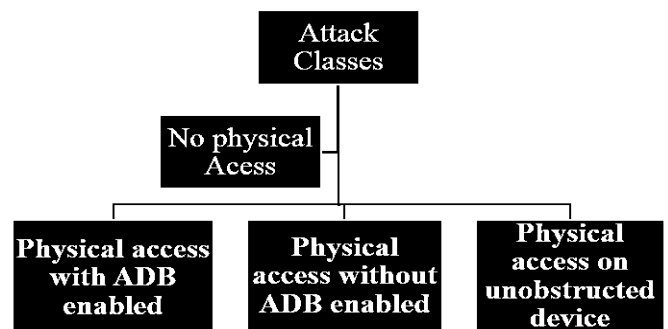 Attack
Classes
No physical
Acess
Physical access
with ADB
enabled
Physical
access without
ADB enabled
Physical
access on
unobstructed
device